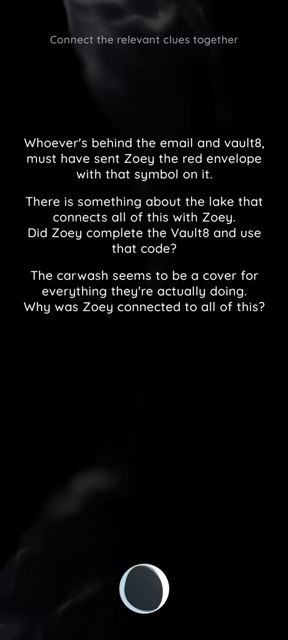 Connect the relevant clues together
Whoever's behind the email and vault8,
must have sent Zoey the red envelope
with that symbol on it.
There is something about the lake that
connects all of this with Zoey.
Did Zoey complete the Vault8 and use
that code?
The carwash seems to be a cover for
everything they're actually doing.
Why was Zoey connected to all of this?